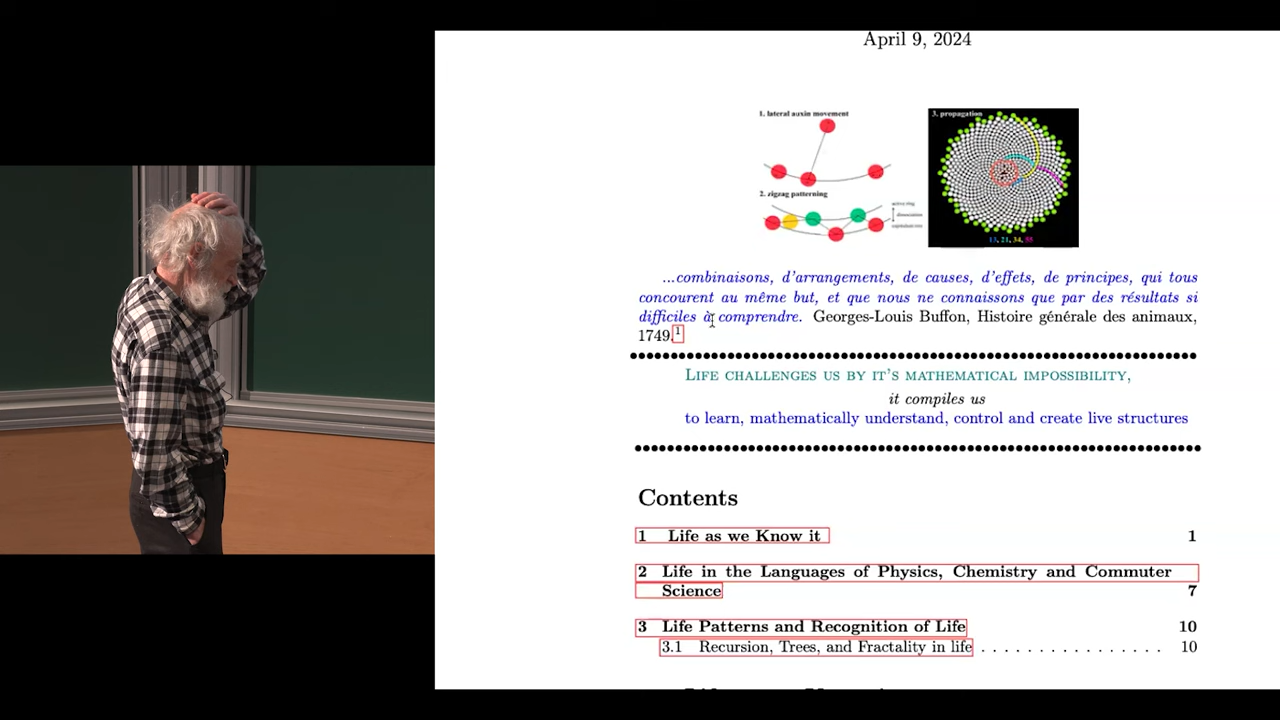 April 9, 2024
1. lateral auxin movement
3. propagation
2. zigzag patterning
active ring
dissociation
13, 21, 34, 55
...combinaisons, d'arrangements, de causes, d'effets, de principes, qui tous
concourent au même but, et que nous ne connaissons que par des résultats si
difficiles à comprendre. Georges-Louis Buffon, Histoire générale des animaux,
1749.1
LIFE CHALLENGES US BY IT'S MATHEMATICAL IMPOSSIBILITY,
it compiles us
to learn, mathematically understand, control and create live structures
Contents
1 Life as we Know it 1
2 Life in the Languages of Physics, Chemistry and Commuter
Science 7
3 Life Patterns and Recognition of Life 10
3.1 Recursion, Trees, and Fractality in life . . . . . . . . . . . . . . . . 10